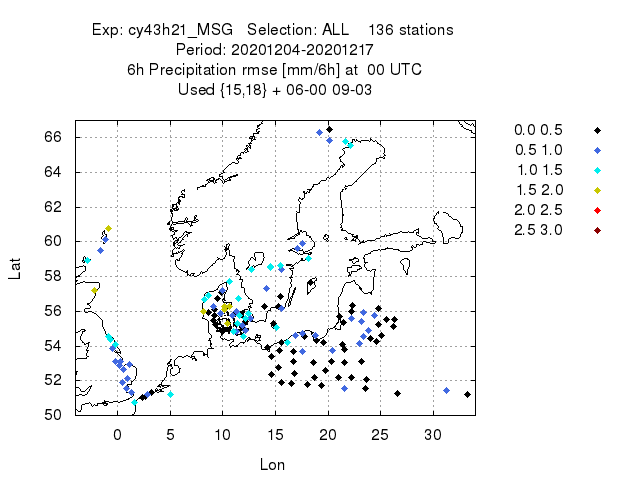 Exp: cy43h21_MSG   Selection: ALL    136 stations
Period: 20201204-20201217
6h Precipitation rmse [mm/6h] at  00 UTC
Used {15,18} + 06-00 09-03
0.0 0.5
0.5 1.0
1.0 1.5
1.5 2.0
2.0 2.5
2.5 3.0
Lat
66
64
62
60
58
56
54
52
50
0 5 10 15 20 25 30
Lon